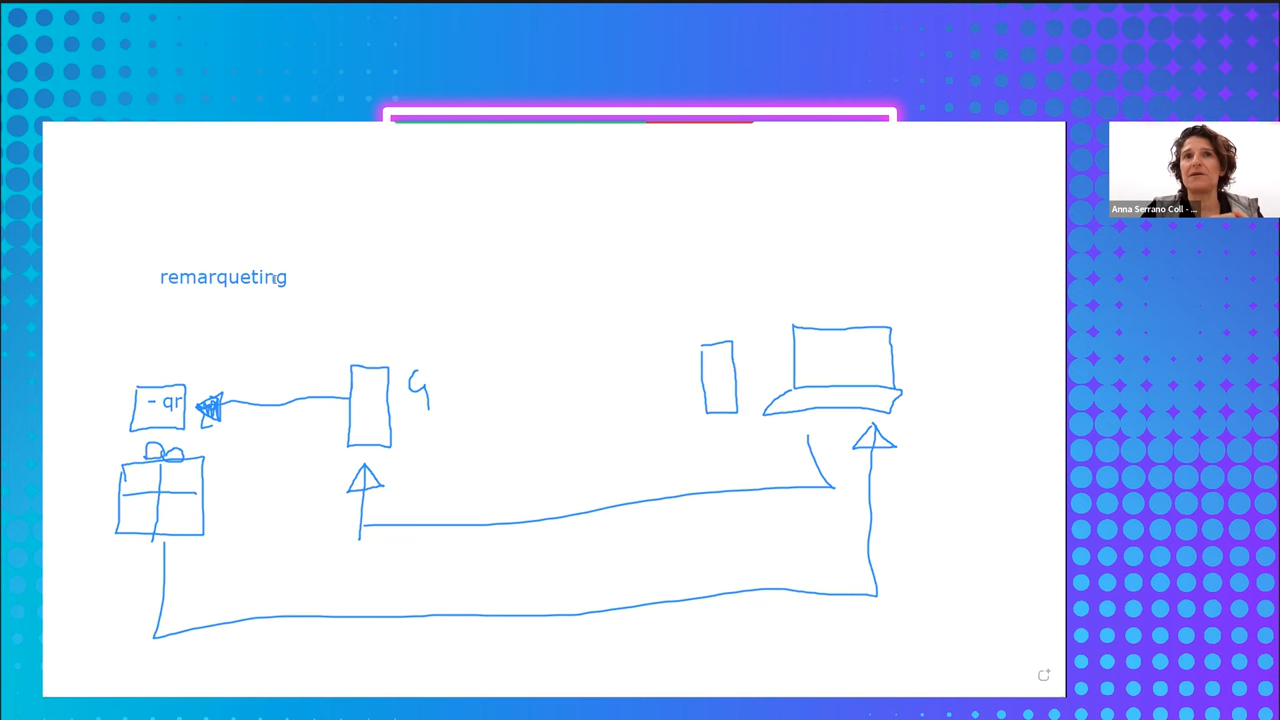 Anna Serrano Coll - ...
remarqueting
- qr